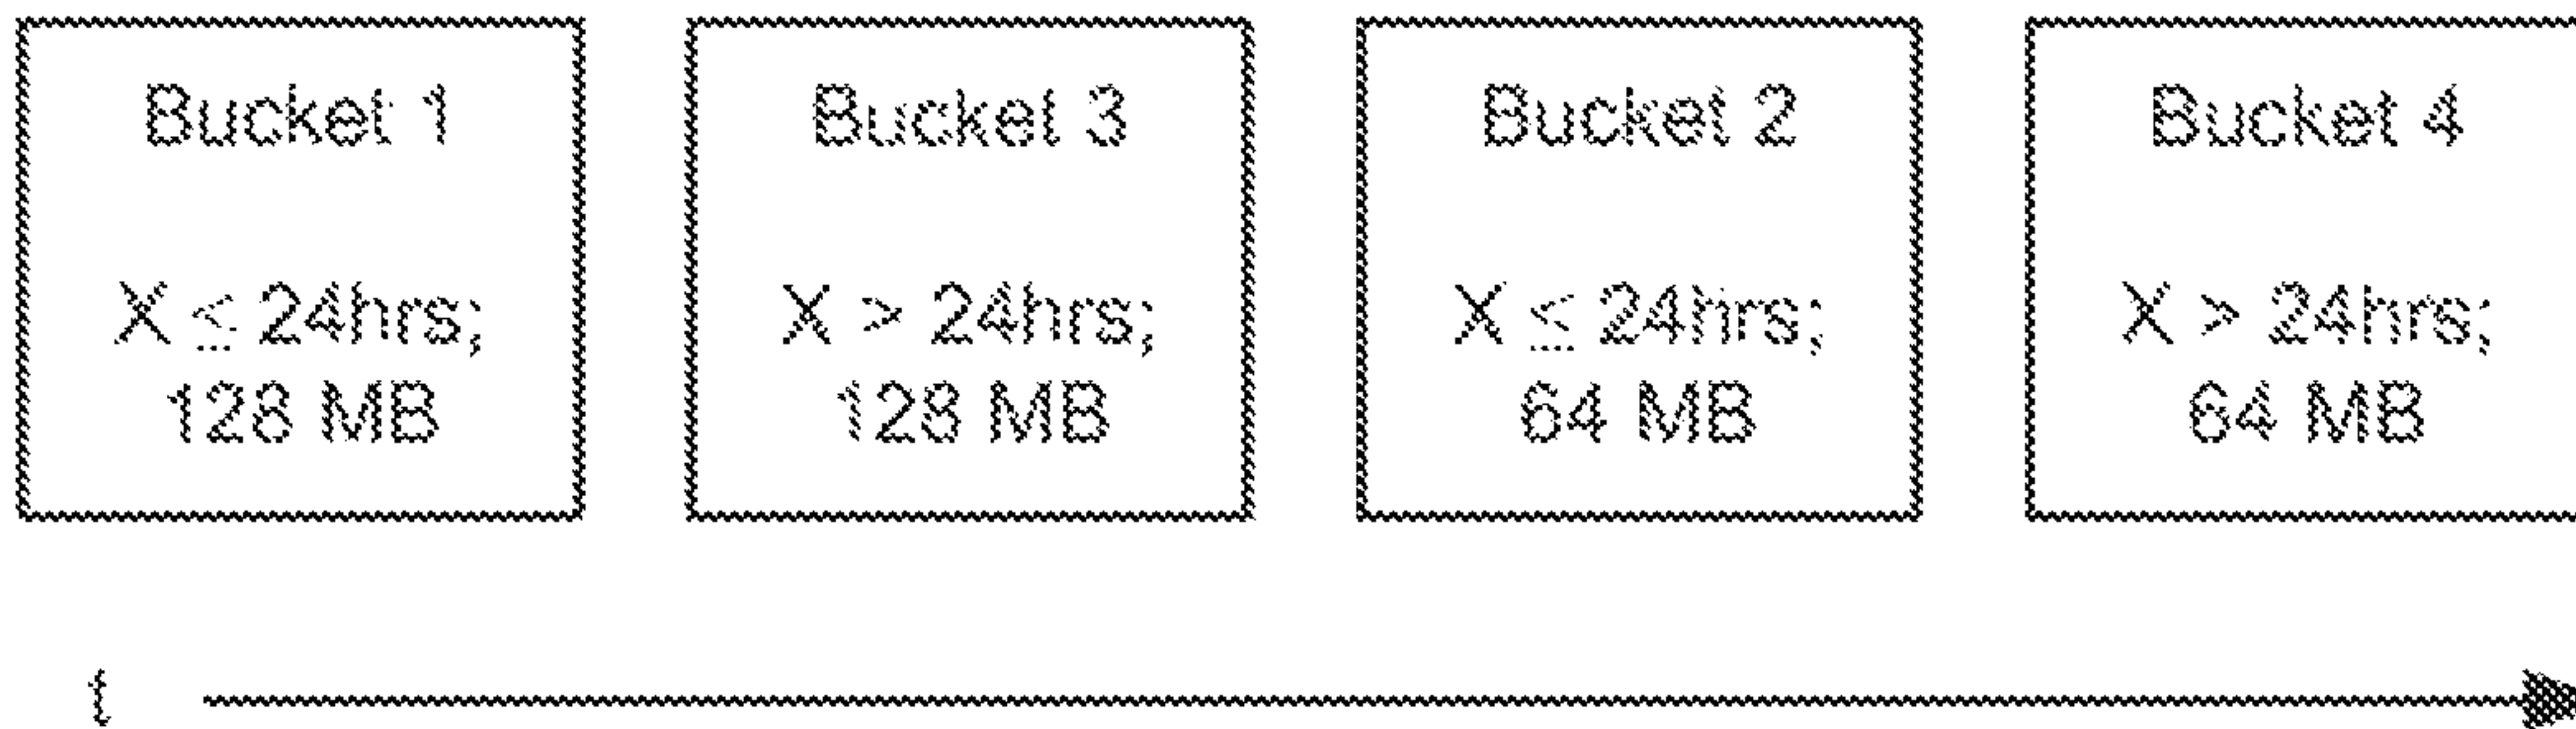 Bucket 1
X ≤ 24hrs;
128 MB
Bucket 3
X > 24hrs;
128 MB
Bucket 2
X ≤ 24hrs;
64 MB
Bucket 4
X > 24hrs;
64 MB
t